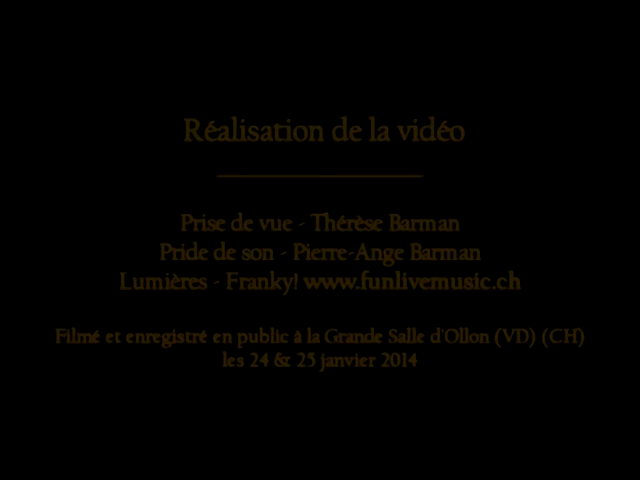 Réalisation de la vidéo
Prise de vue - Thérèse Barman
Pride de son - Pierre-Ange Barman
Lumières - Franky! www.funlivemusic.ch
Filmé et enregistré en public à la Grande Salle d'Ollon (VD) (CH)
les 24 & 25 janvier 2014